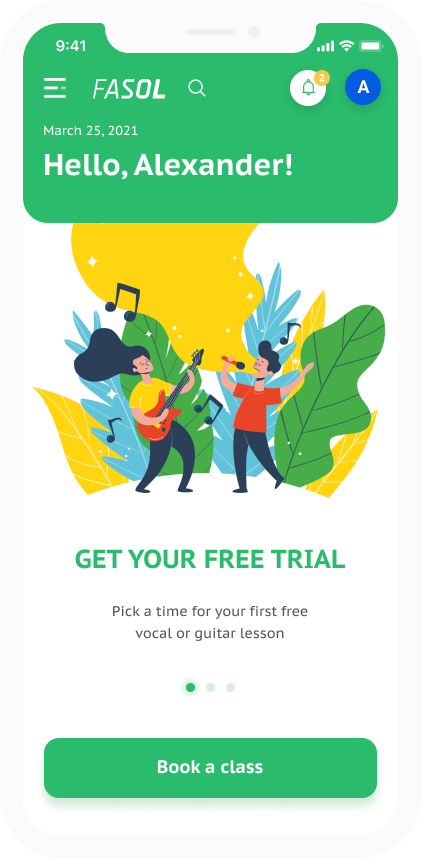 9:41
FASOL
2
A
March 25, 2021
Hello, Alexander!
GET YOUR FREE TRIAL
Pick a time for your first free
vocal or guitar lesson
Book a class